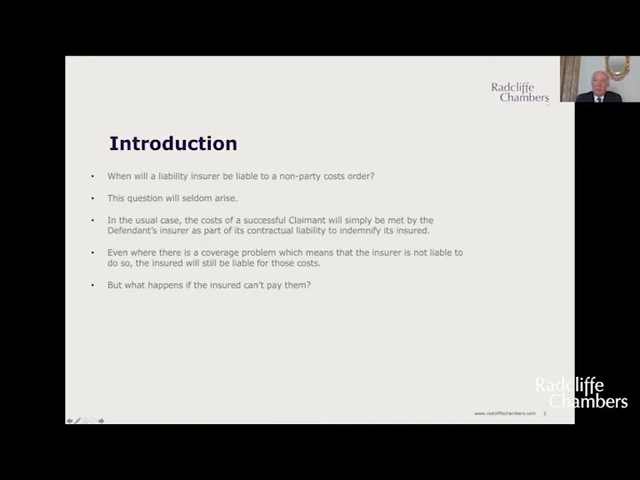 Radcliffe
Chambers
Introduction
• When will a liability insurer be liable to a non-party costs order?
• This question will seldom arise.
• In the usual case, the costs of a successful Claimant will simply be met by the
Defendant's insurer as part of its contractual liability to indemnify its insured.
• Even where there is a coverage problem which means that the insurer is not liable to
do so, the insured will still be liable for those costs.
• But what happens if the insured can't pay them?
Radcliffe
Chambers
www.radcliffechambers.com 2